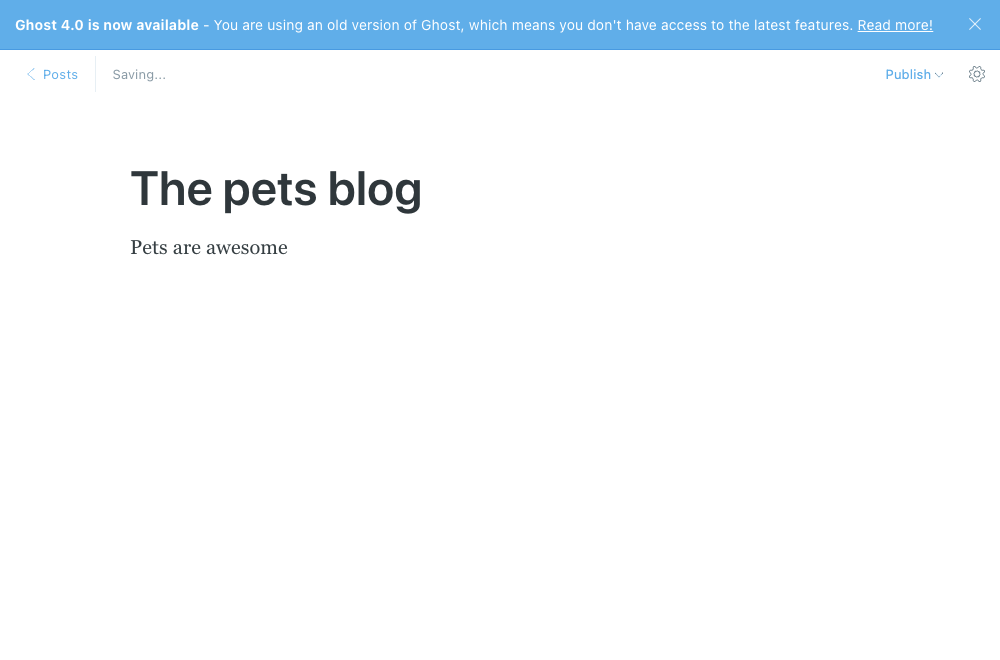 Ghost 4.0 is now available - You are using an old version of Ghost, which means you don't have access to the latest features. Read more!
Posts
Saving...
Publish
The pets blog
Pets are awesome